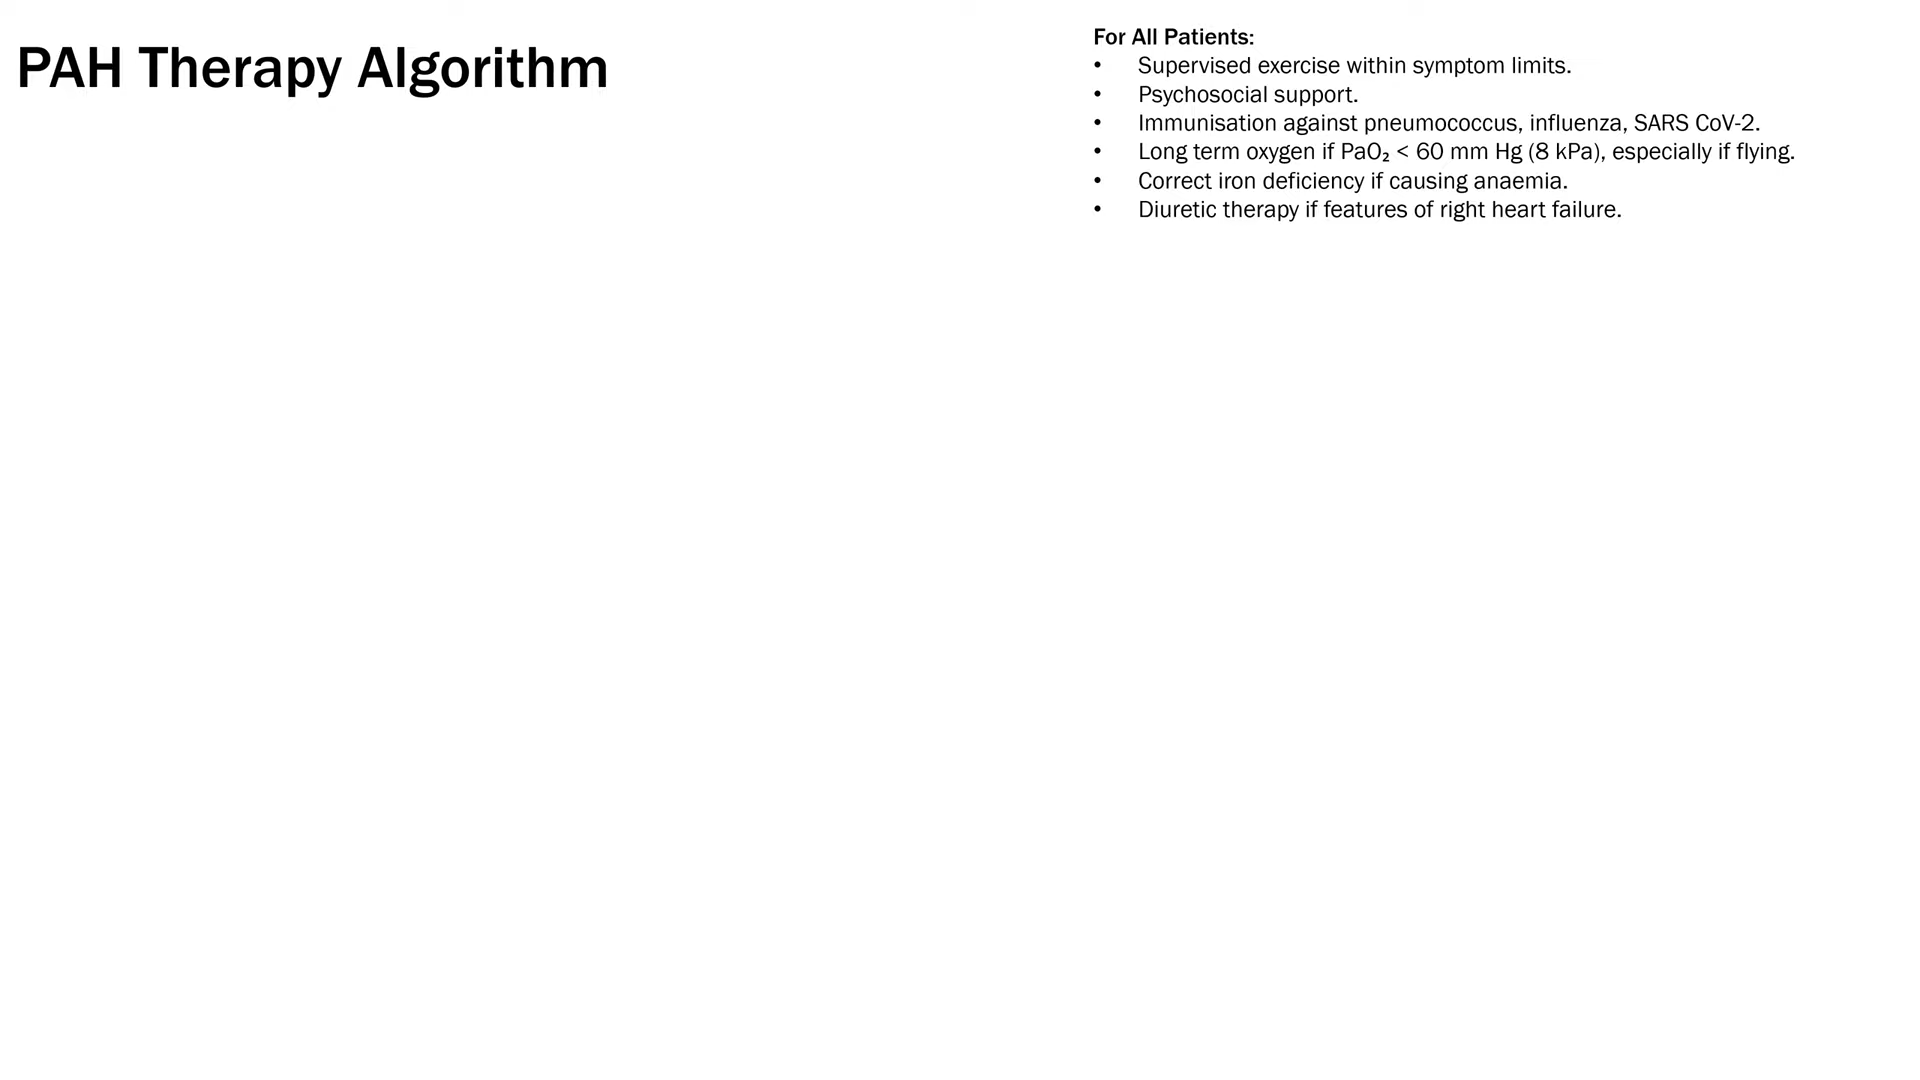 PAH Therapy Algorithm
For All Patients:
• Supervised exercise within symptom limits.
• Psychosocial support.
• Immunisation against pneumococcus, influenza, SARS CoV-2.
• Long term oxygen if PaO₂ < 60 mm Hg (8 kPa), especially if flying.
• Correct iron deficiency if causing anaemia.
• Diuretic therapy if features of right heart failure.